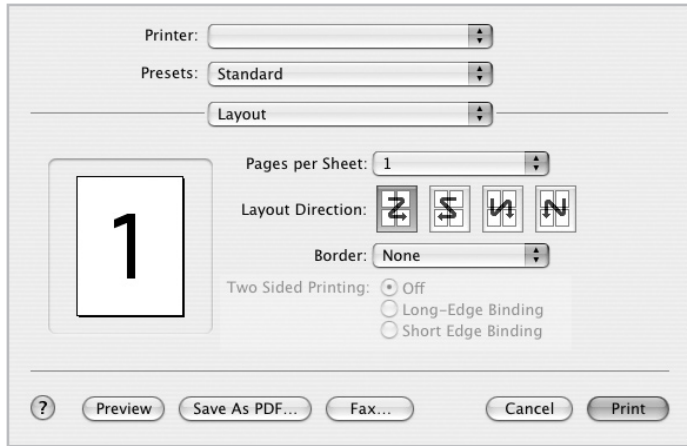 Printer:
Presets: Standard
Layout
Pages per Sheet: 1
1
Layout Direction:
Border: None
Two Sided Printing: Off
Long-Edge Binding
Short Edge Binding
? Preview Save As PDF... Fax... Cancel Print